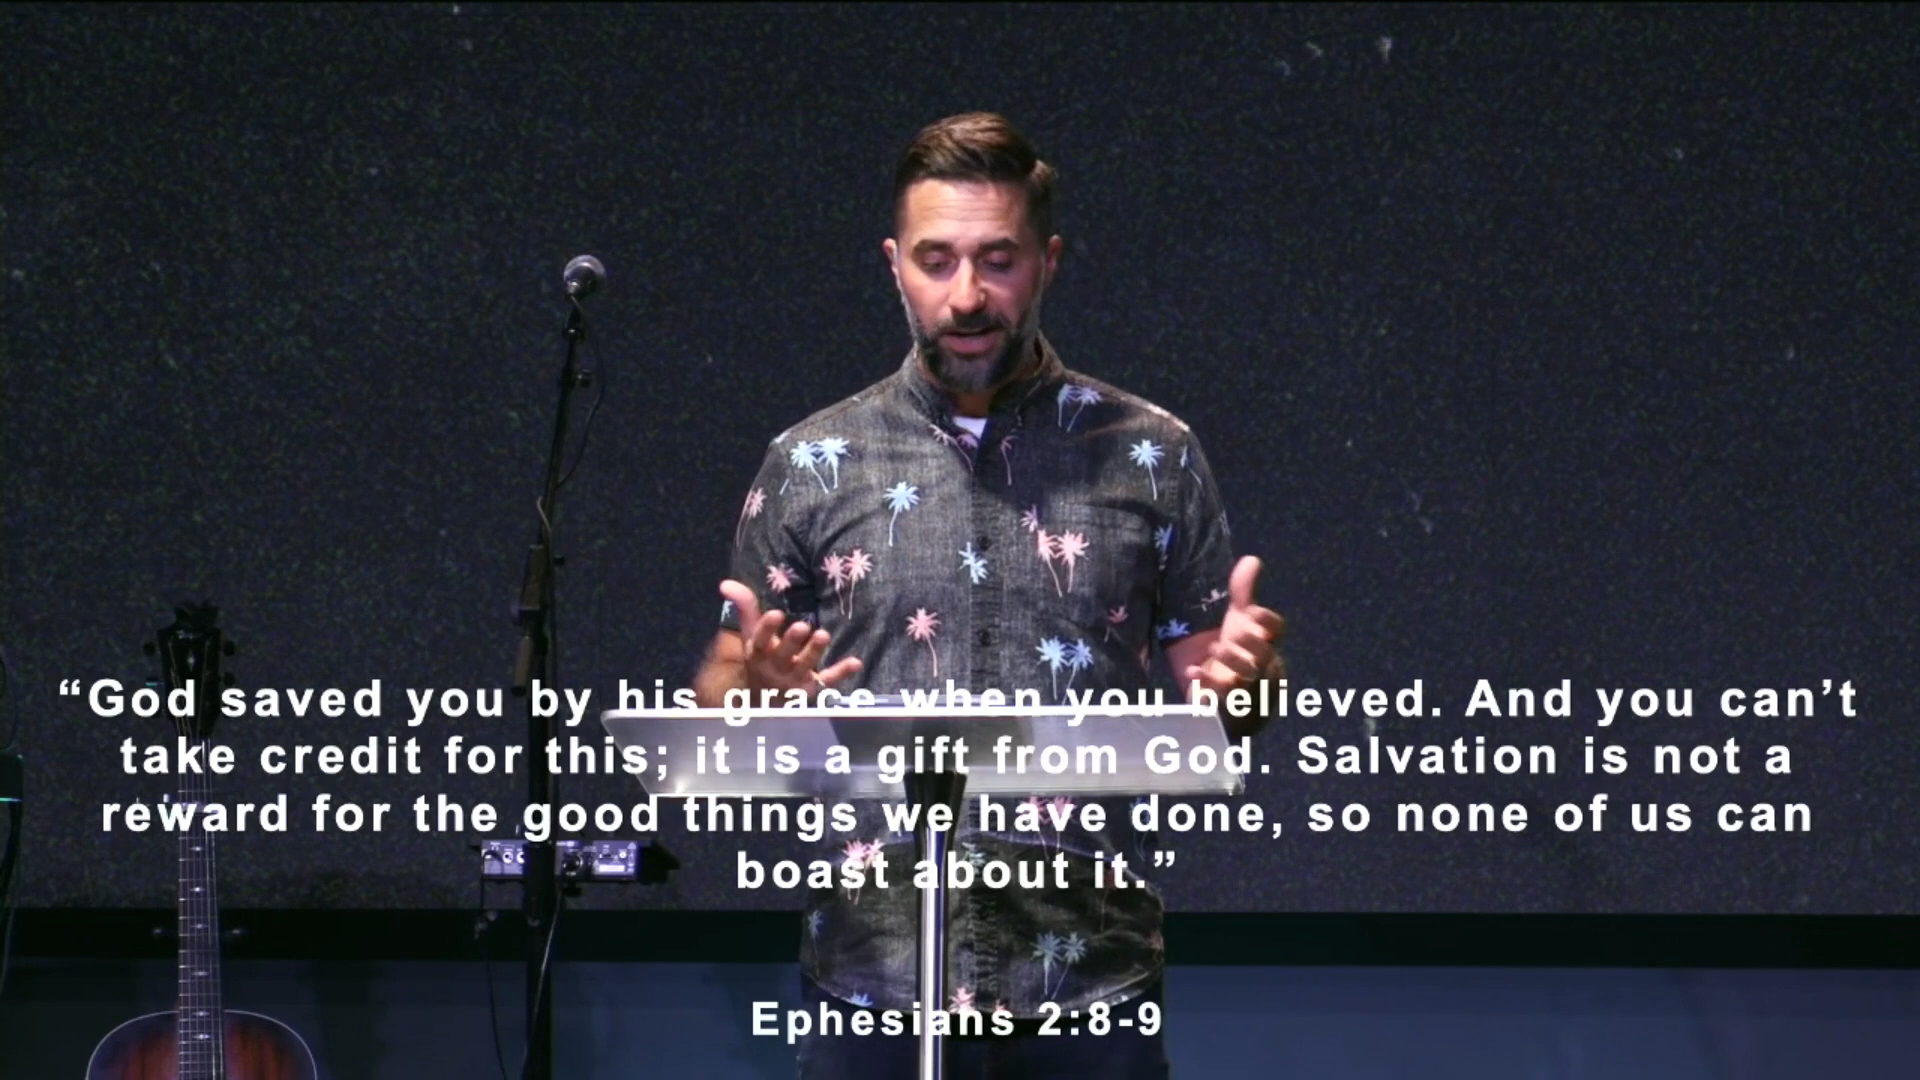 “God saved you by his grace when you believed. And you can’t
take credit for this; it is a gift from God. Salvation is not a
reward for the good things we have done, so none of us can
boast about it.”
Ephesians 2:8-9